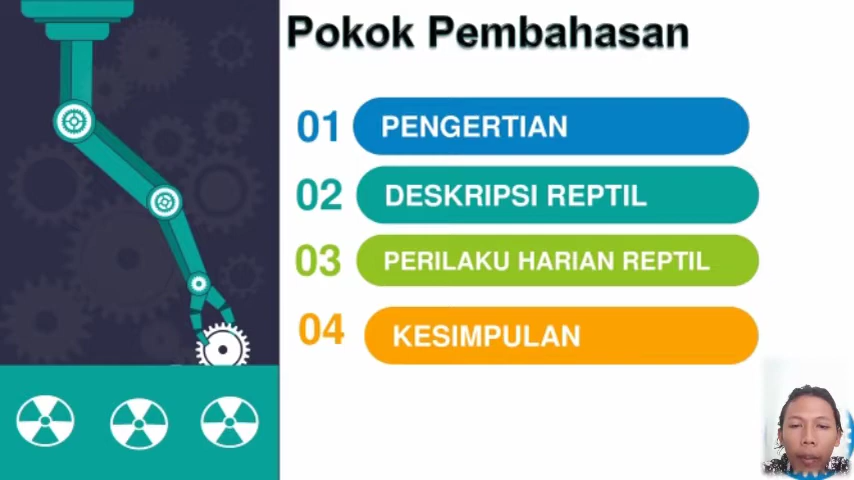 Pokok Pembahasan
01 PENGERTIAN
02 DESKRIPSI REPTIL
03 PERILAKU HARIAN REPTIL
04 KESIMPULAN